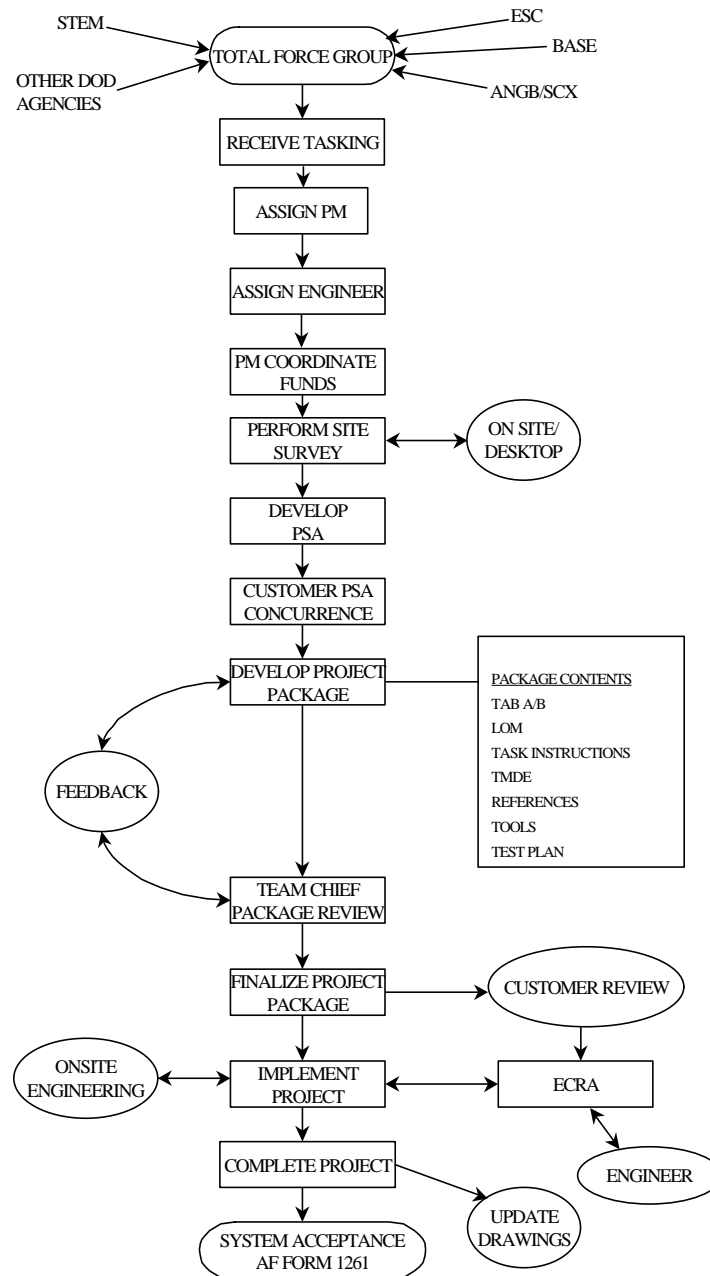 STEM
ESC
TOTAL FORCE GROUP
BASE
OTHER DOD
AGENCIES
ANGB/SCX
RECEIVE TASKING
ASSIGN PM
ASSIGN ENGINEER
PM COORDINATE
FUNDS
PERFORM SITE
SURVEY
ON SITE/
DESKTOP
DEVELOP
PSA
CUSTOMER PSA
CONCURRENCE
DEVELOP PROJECT
PACKAGE
PACKAGE CONTENTS
TAB A/B
LOM
TASK INSTRUCTIONS
TMDE
REFERENCES
TOOLS
TEST PLAN
FEEDBACK
TEAM CHIEF
PACKAGE REVIEW
FINALIZE PROJECT
PACKAGE
CUSTOMER REVIEW
ONSITE
ENGINEERING
IMPLEMENT
PROJECT
ECRA
COMPLETE PROJECT
ENGINEER
UPDATE
DRAWINGS
SYSTEM ACCEPTANCE
AF FORM 1261